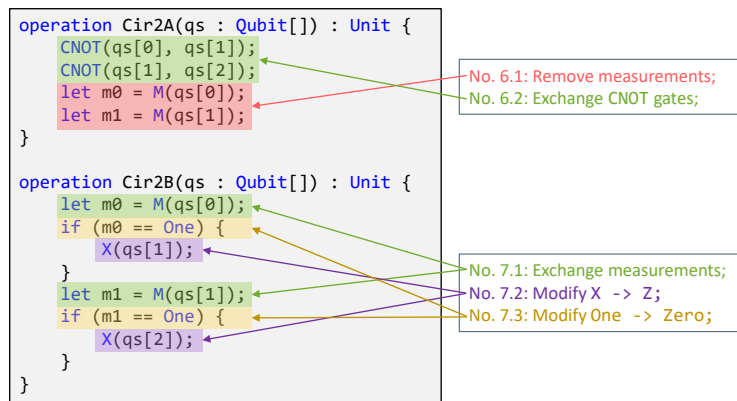 operation Cir2A(qs : Qubit[]) : Unit {
CNOT(qs[0], qs[1]);
CNOT(qs[1], qs[2]);
let m0 = M(qs[0]);
let m1 = M(qs[1]);
}
No. 6.1: Remove measurements;
No. 6.2: Exchange CNOT gates;
operation Cir2B(qs : Qubit[]) : Unit {
let m0 = M(qs[0]);
if (m0 == One) {
X(qs[1]);
}
let m1 = M(qs[1]);
if (m1 == One) {
X(qs[2]);
}
}
No. 7.1: Exchange measurements;
No. 7.2: Modify X -> Z;
No. 7.3: Modify One -> Zero;